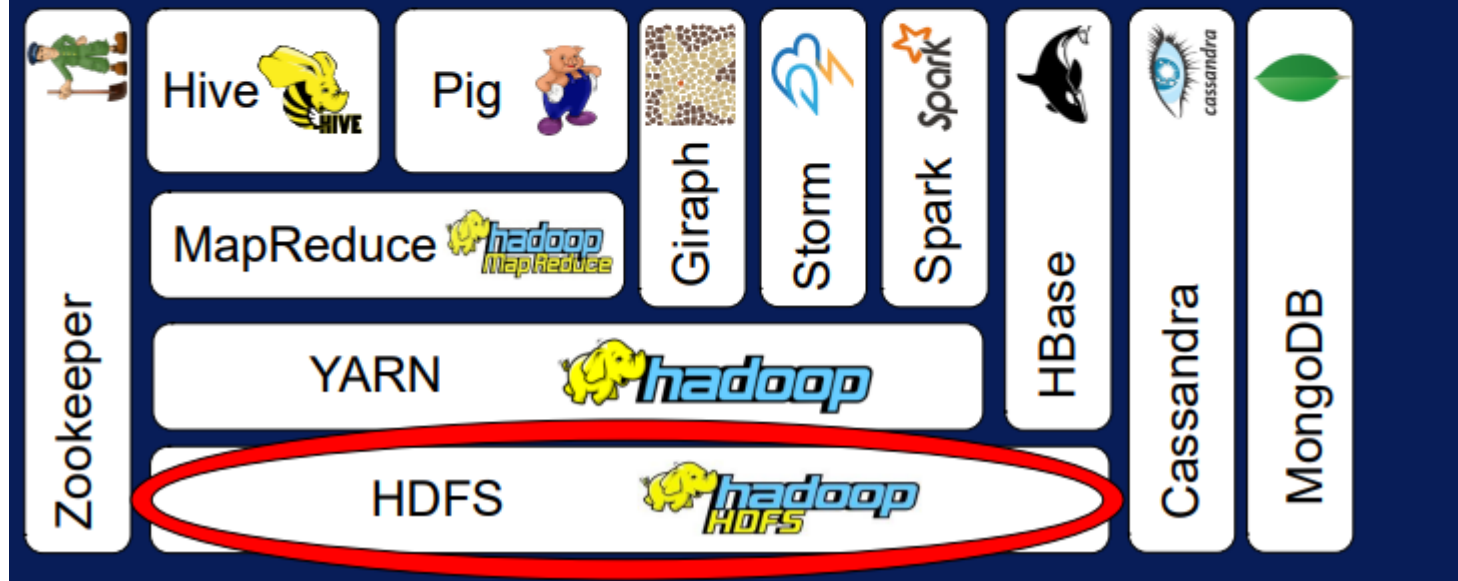 Zookeeper
Hive
HIVE
Pig
MapReduce
hadoop
MapReduce
Giraph
Storm
Spark
Spark
HBase
cassandra
Cassandra
MongoDB
YARN
hadoop
HDFS
hadoop
HDFS